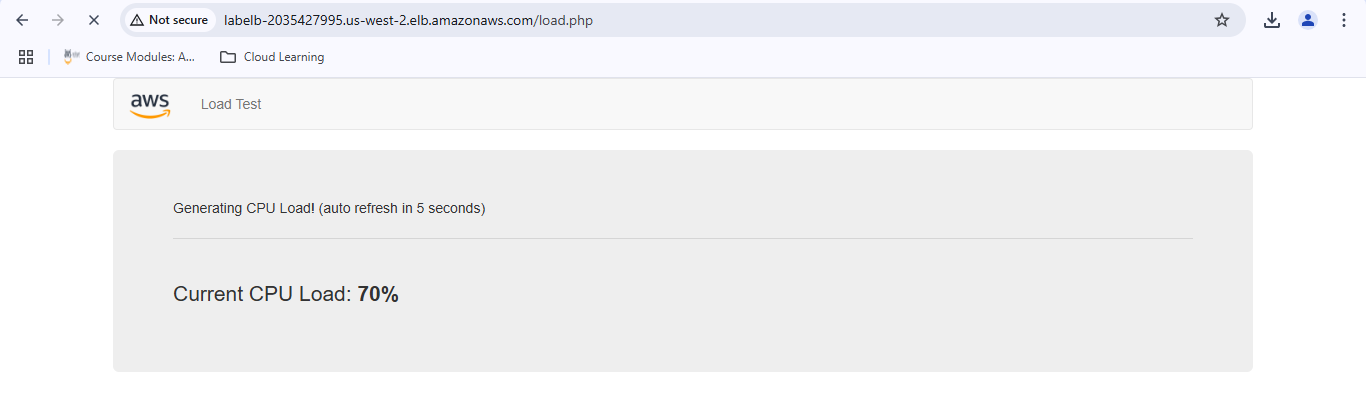 Not secure labelb-2035427995.us-west-2.elb.amazonaws.com/load.php
Course Modules: A... Cloud Learning
aws Load Test
Generating CPU Load! (auto refresh in 5 seconds)
Current CPU Load: 70%